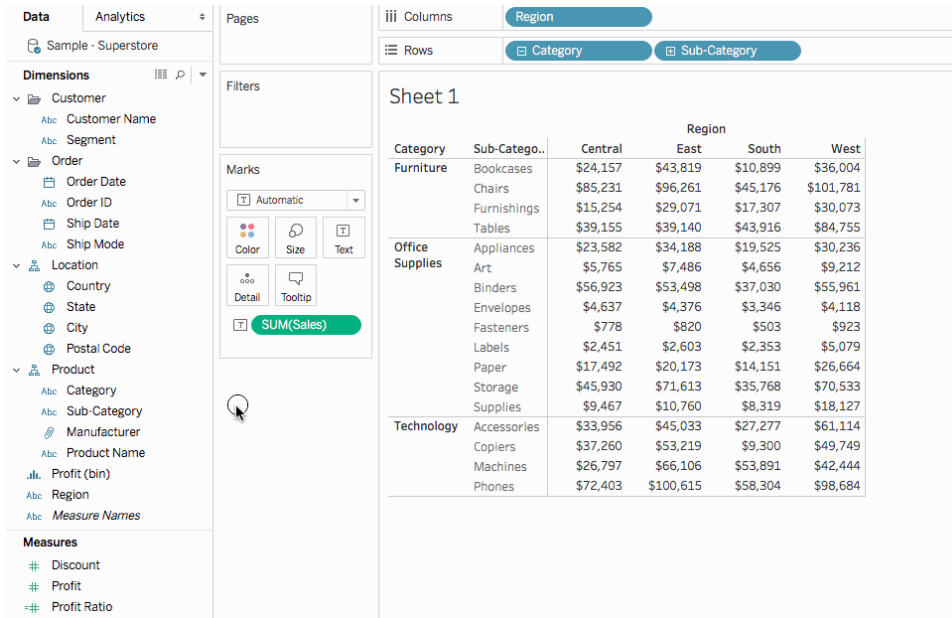 Data Analytics
Sample - Superstore
Dimensions
Customer
Abc Customer Name
Abc Segment
Order
Order Date
Abc Order ID
Ship Date
Abc Ship Mode
Location
Country
State
City
Postal Code
Product
Abc Category
Abc Sub-Category
Manufacturer
Abc Product Name
Profit (bin)
Abc Region
Abc Measure Names
Measures
# Discount
# Profit
=# Profit Ratio
Pages
Filters
Marks
T Automatic
Color Size T Text
Detail Tooltip
T SUM(Sales)
iii Columns Region
Rows Category Sub-Category
Sheet 1
Region
Category Sub-Catego.. Central East South West
Furniture Bookcases $24,157 $43,819 $10,899 $36,004
Chairs $85,231 $96,261 $45,176 $101,781
Furnishings $15,254 $29,071 $17,307 $30,073
Tables $39,155 $39,140 $43,916 $84,755
Office Supplies Appliances $23,582 $34,188 $19,525 $30,236
Art $5,765 $7,486 $4,656 $9,212
Binders $56,923 $53,498 $37,030 $55,961
Envelopes $4,637 $4,376 $3,346 $4,118
Fasteners $778 $820 $503 $923
Labels $2,451 $2,603 $2,353 $5,079
Paper $17,492 $20,173 $14,151 $26,664
Storage $45,930 $71,613 $35,768 $70,533
Supplies $9,467 $10,760 $8,319 $18,127
Technology Accessories $33,956 $45,033 $27,277 $61,114
Copiers $37,260 $53,219 $9,300 $49,749
Machines $26,797 $66,106 $53,891 $42,444
Phones $72,403 $100,615 $58,304 $98,684